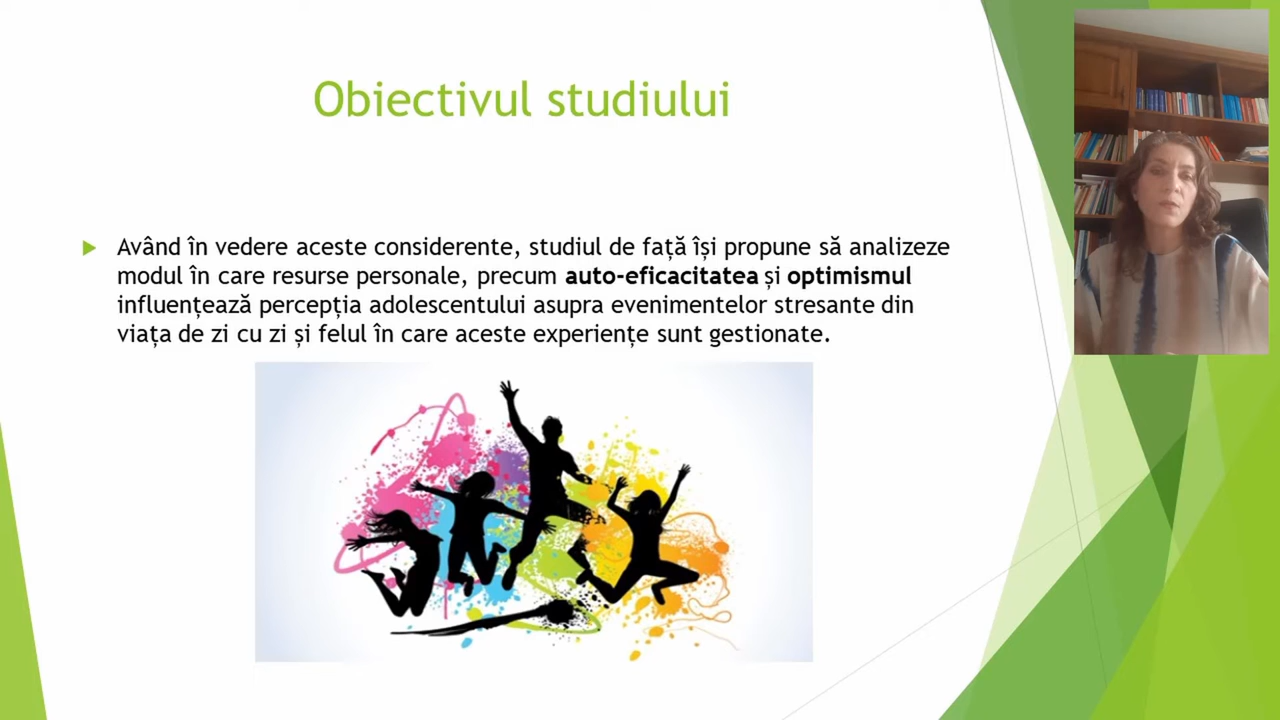 Obiectivul studiului
Având în vedere aceste considerente, studiul de față își propune să analizeze
modul în care resurse personale, precum auto-eficacitatea și optimismul
influențează percepția adolescentului asupra evenimentelor stresante din
viața de zi cu zi și felul în care aceste experiențe sunt gestionate.